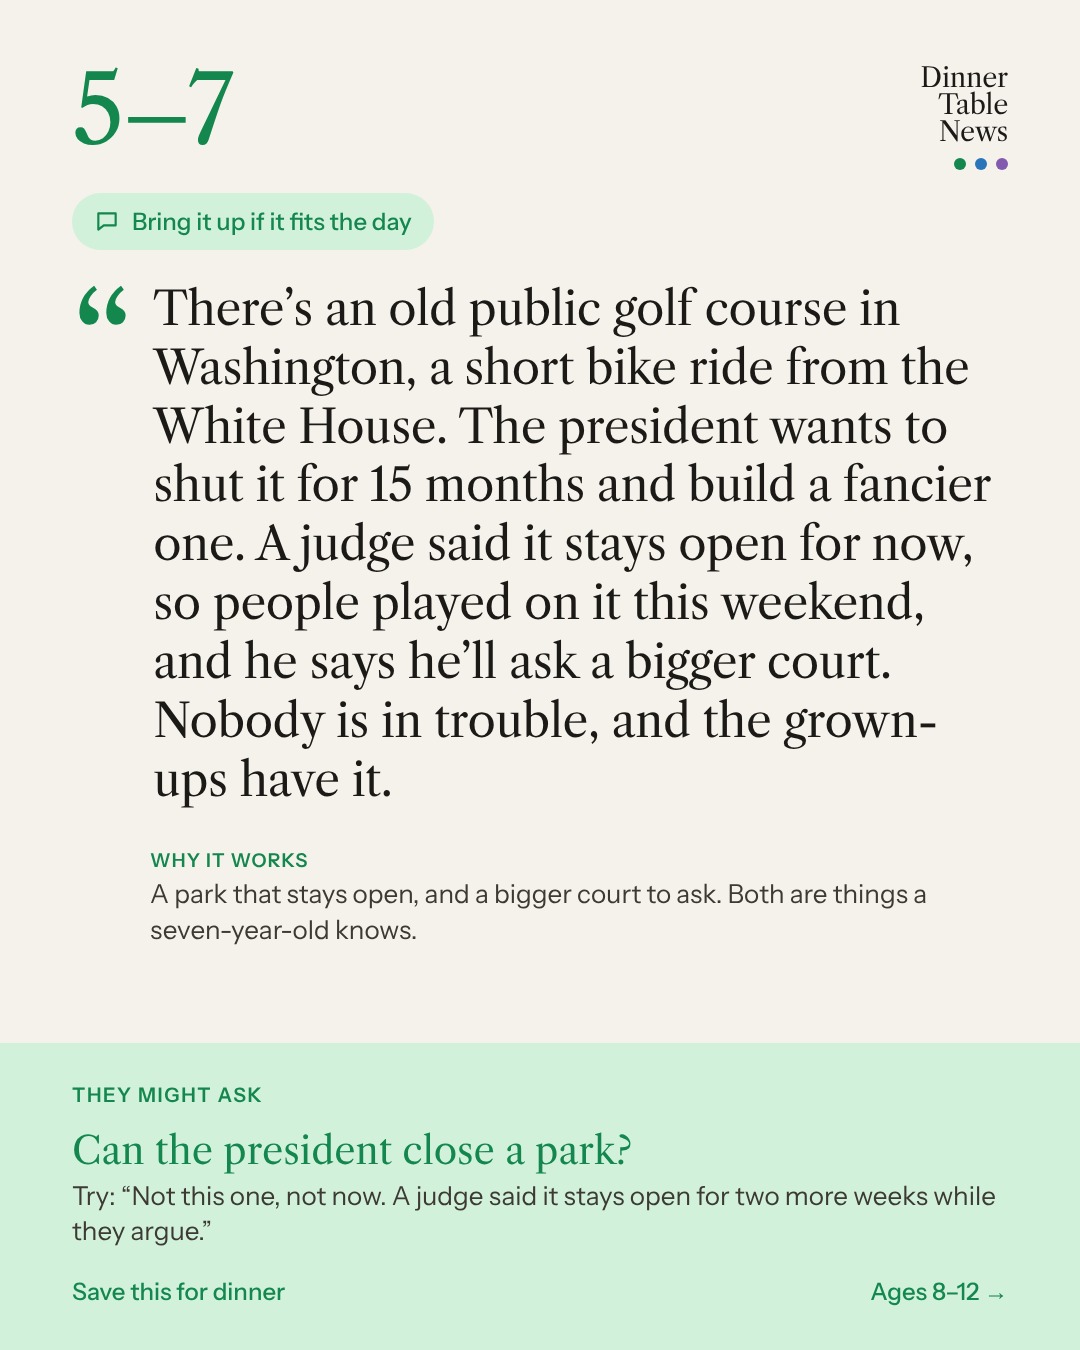 5–7
Dinner
Table
News
Bring it up if it fits the day
“There’s an old public golf course in
Washington, a short bike ride from the
White House. The president wants to
shut it for 15 months and build a fancier
one. A judge said it stays open for now,
so people played on it this weekend,
and he says he’ll ask a bigger court.
Nobody is in trouble, and the grown-
ups have it.
WHY IT WORKS
A park that stays open, and a bigger court to ask. Both are things a
seven-year-old knows.
THEY MIGHT ASK
Can the president close a park?
Try: “Not this one, not now. A judge said it stays open for two more weeks while
they argue.”
Save this for dinner
Ages 8–12 →